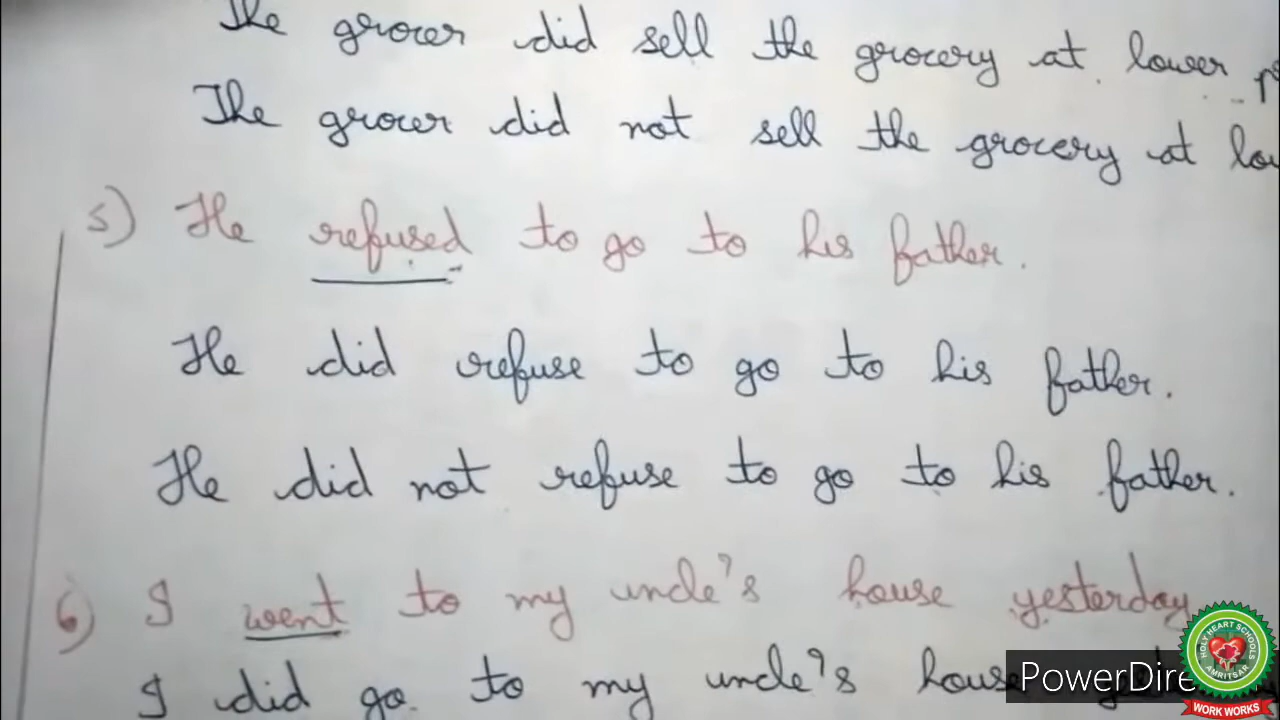 The grocer did sell the grocery at lower
The grocer did not sell the grocery at
5) He refused to go to his father.
He did refuse to go to his father.
He did not refuse to go to his father.
6) I went to my uncle's house yesterday
I did go to my uncle's house
PowerDire
HOLY HEART SCHOOLS
AMRITSAR
WORK WORKS